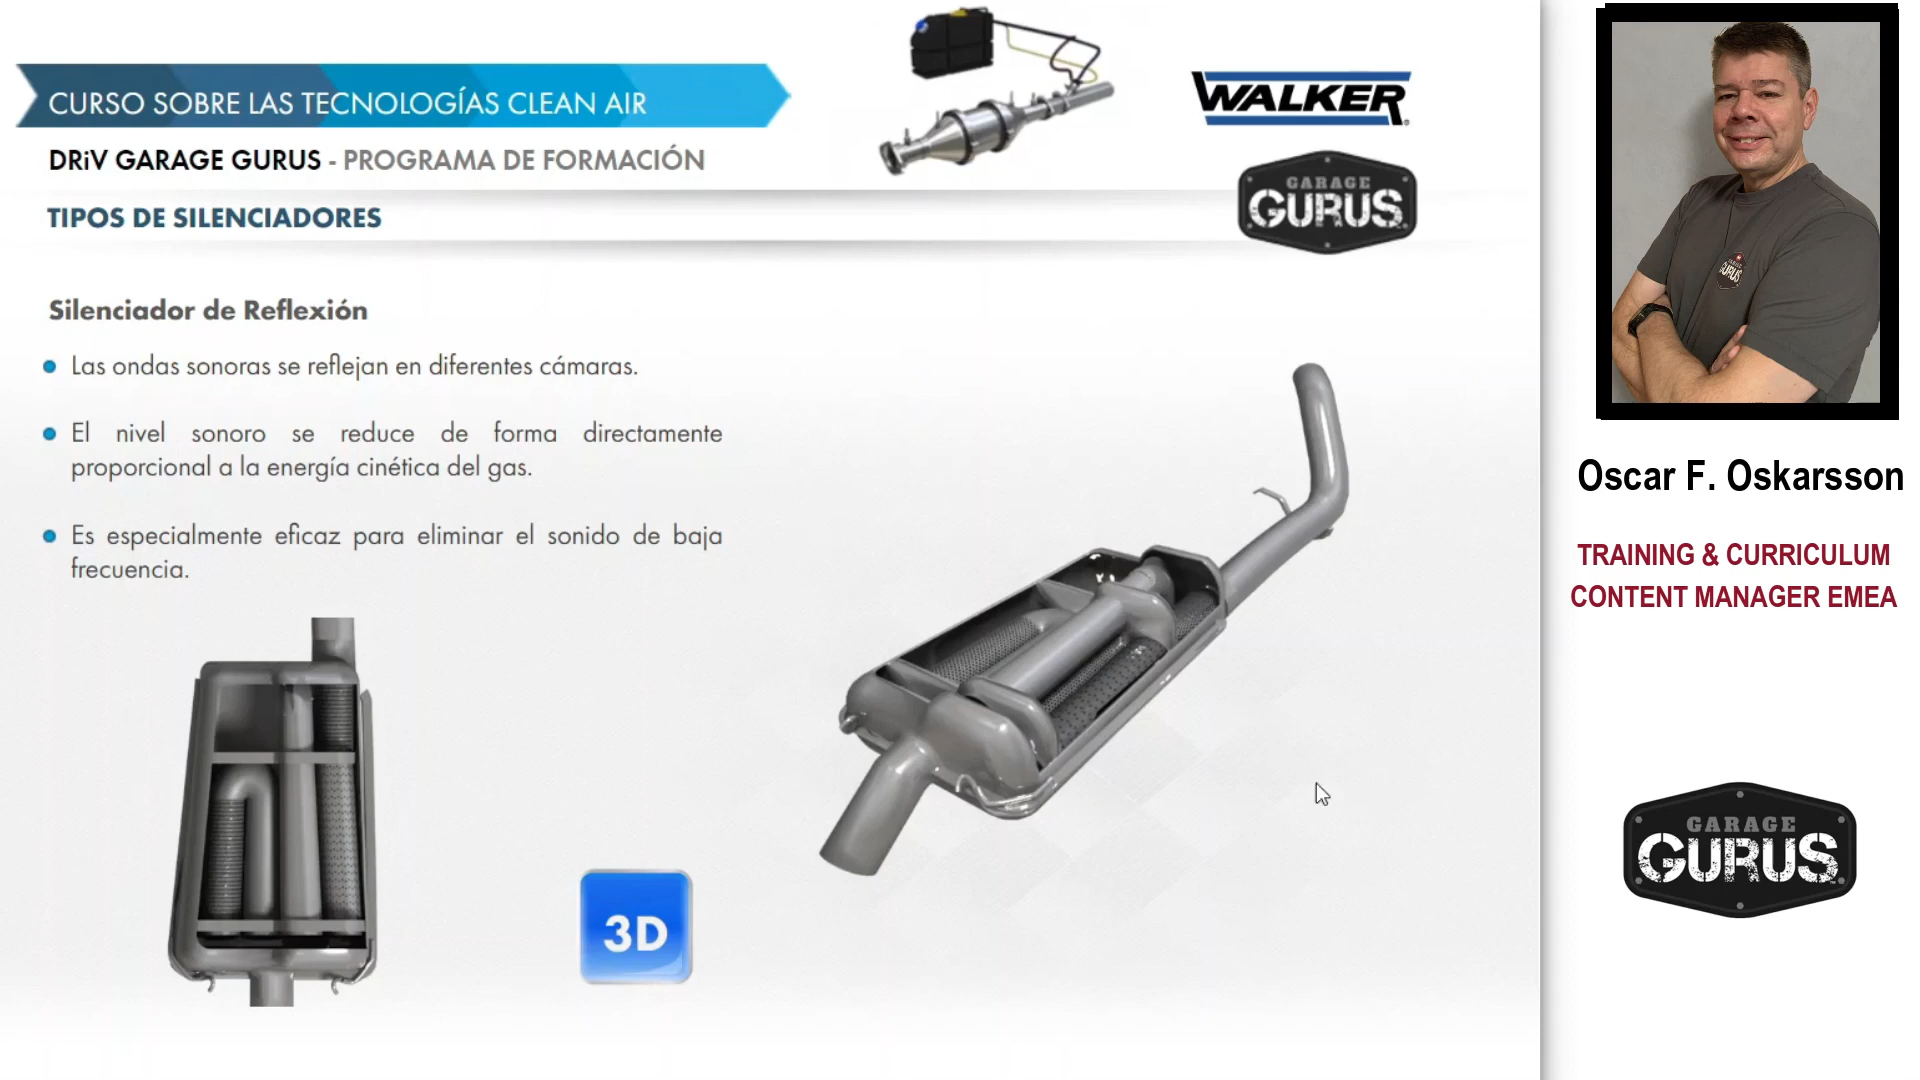 CURSO SOBRE LAS TECNOLOGÍAS CLEAN AIR
DRiV GARAGE GURUS - PROGRAMA DE FORMACIÓN
WALKER®
GARAGE
GURUS
TIPOS DE SILENCIADORES
Silenciador de Reflexión
Las ondas sonoras se reflejan en diferentes cámaras.
El nivel sonoro se reduce de forma directamente
proporcional a la energía cinética del gas.
Es especialmente eficaz para eliminar el sonido de baja
frecuencia.
3D
GURUS
Oscar F. Oskarsson
TRAINING & CURRICULUM
CONTENT MANAGER EMEA
GARAGE
GURUS